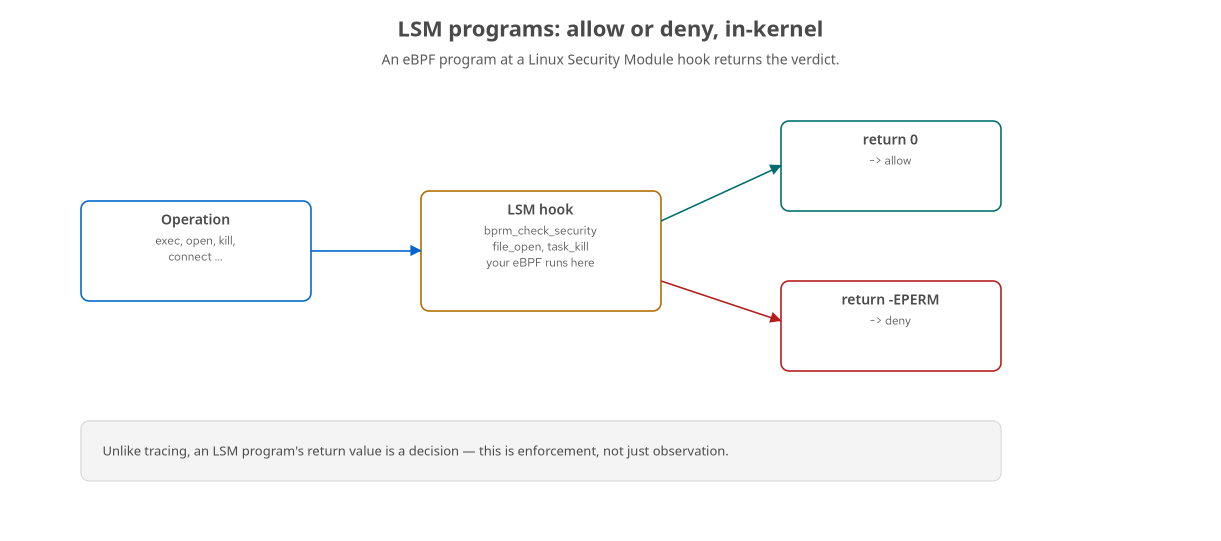 LSM programs: allow or deny, in-kernel
An eBPF program at a Linux Security Module hook returns the verdict.
Operation
exec, open, kill,
connect ...
LSM hook
bprm_check_security
file_open, task_kill
your eBPF runs here
return 0
-> allow
return -EPERM
-> deny
Unlike tracing, an LSM program's return value is a decision — this is enforcement, not just observation.